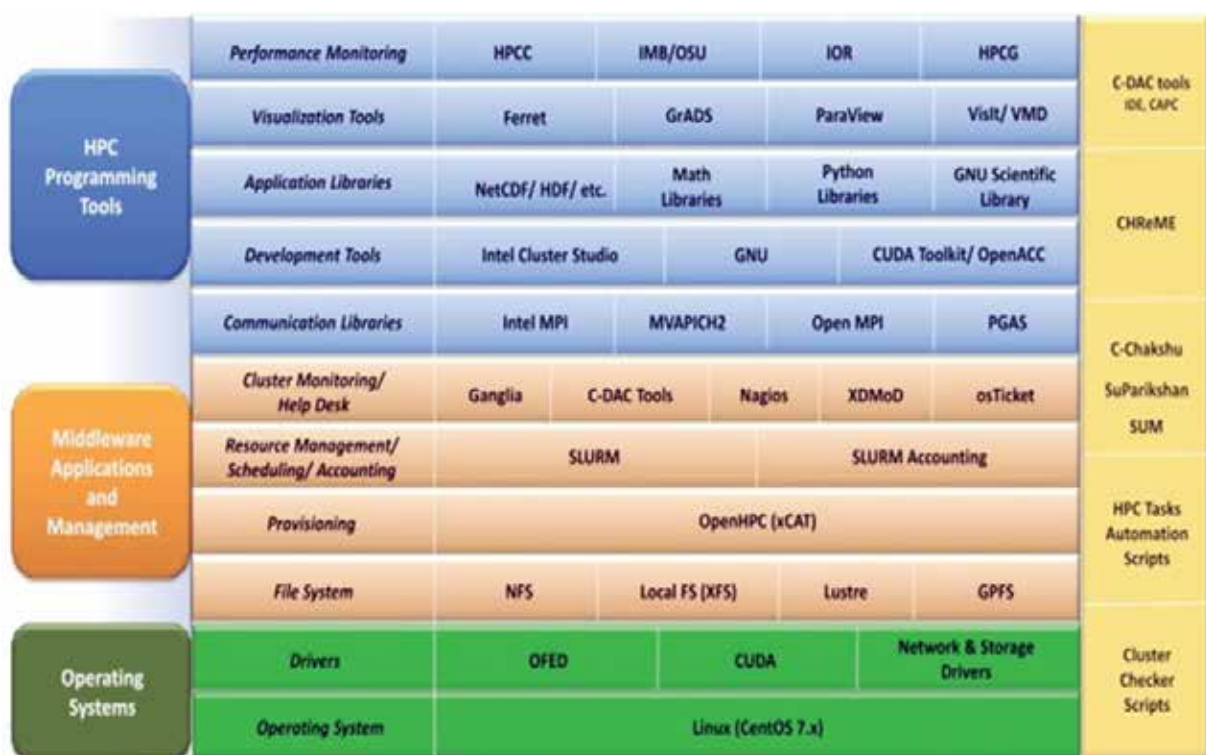 HPC
Programming
Tools
Performance Monitoring HPCC IMB/OSU IOR HPCG
Visualization Tools Ferret GrADS ParaView VisIt/ VMD
Application Libraries NetCDF/ HDF/ etc. Math Libraries Python Libraries GNU Scientific Library
Development Tools Intel Cluster Studio GNU CUDA Toolkit/ OpenACC
Communication Libraries Intel MPI MVAPICH2 Open MPI PGAS
Middleware
Applications
and
Management
Cluster Monitoring/
Help Desk
Ganglia C-DAC Tools Nagios XDMoD osTicket
Resource Management/
Scheduling/ Accounting
SLURM SLURM Accounting
Provisioning OpenHPC (xCAT)
File System NFS Local FS (XFS) Lustre GPFS
Operating
Systems
Drivers OFED CUDA Network & Storage Drivers
Operating System Linux (CentOS 7.x)
C-DAC tools
IDE, CAPC
CHReME
C-Chakshu
SuParikshan
SUM
HPC Tasks
Automation
Scripts
Cluster
Checker
Scripts